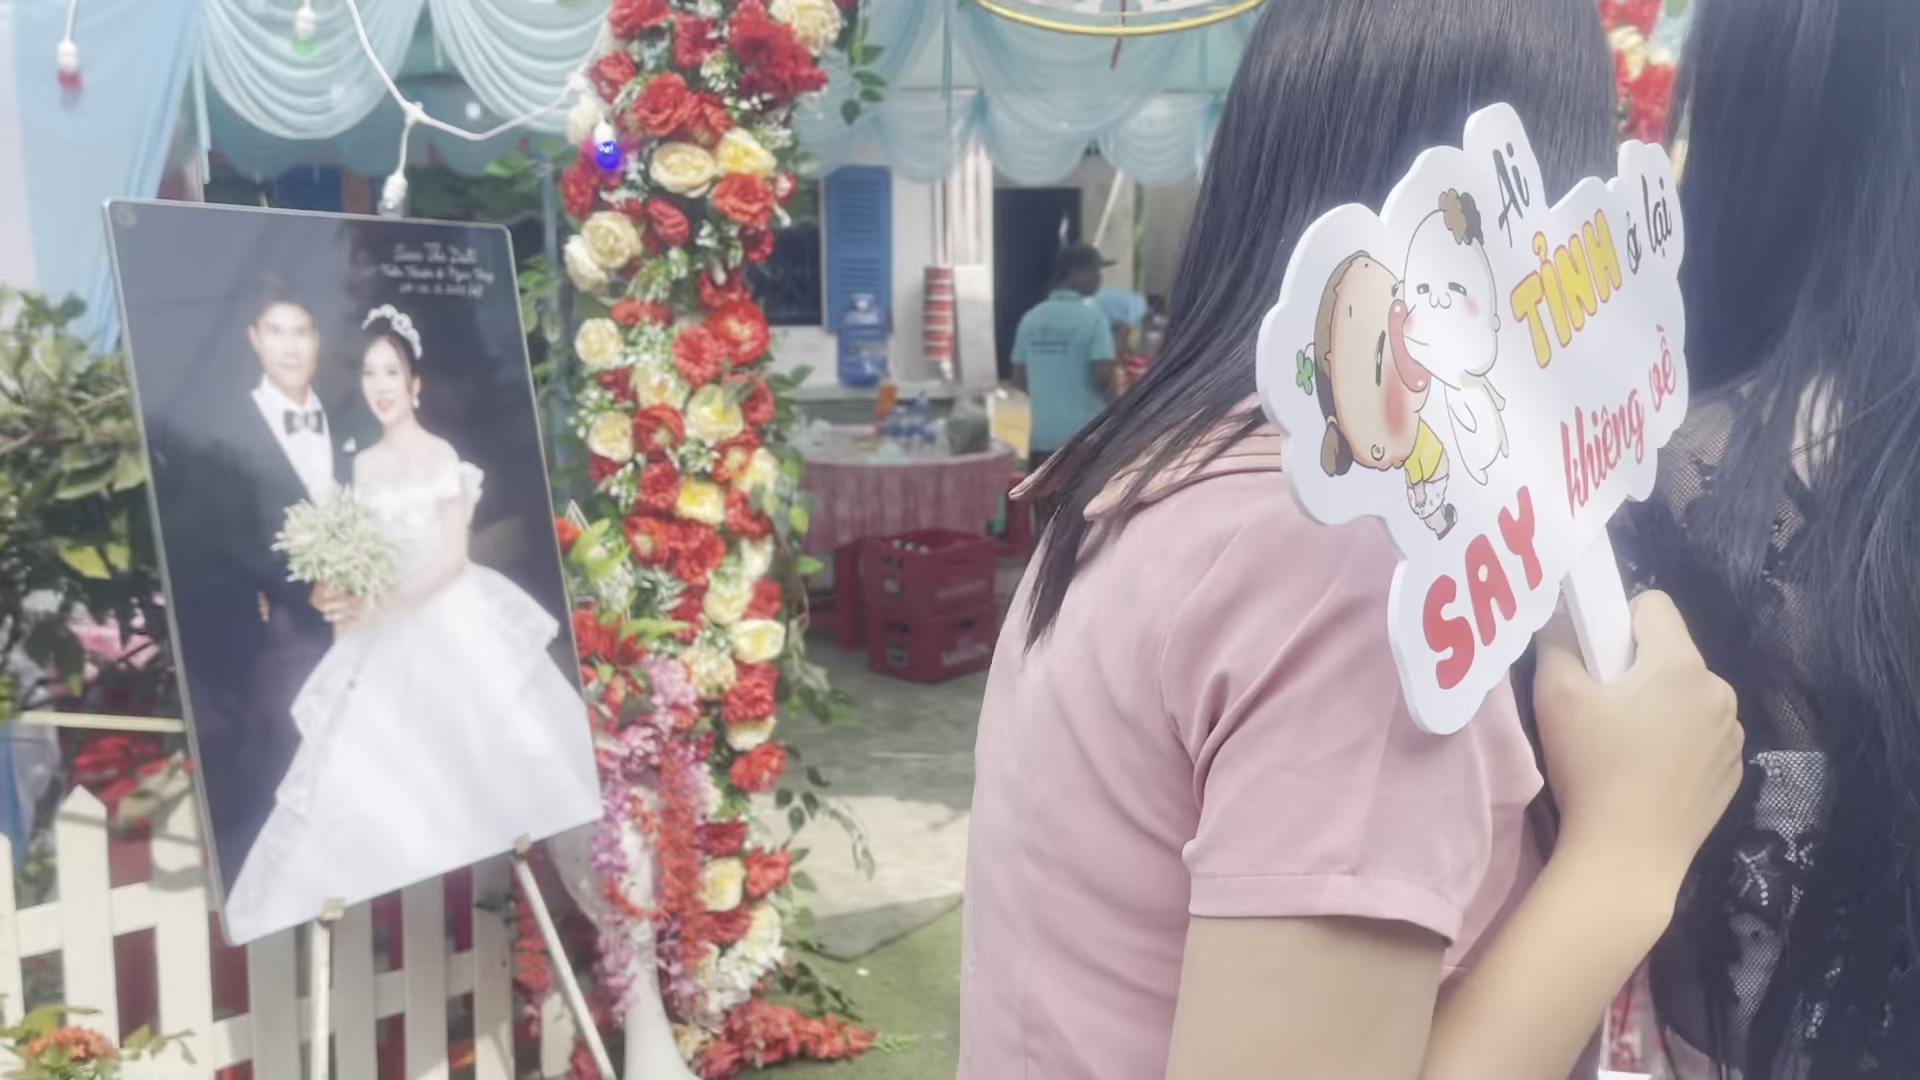 Ai
TỈNH ở lại
SAY khiêng về